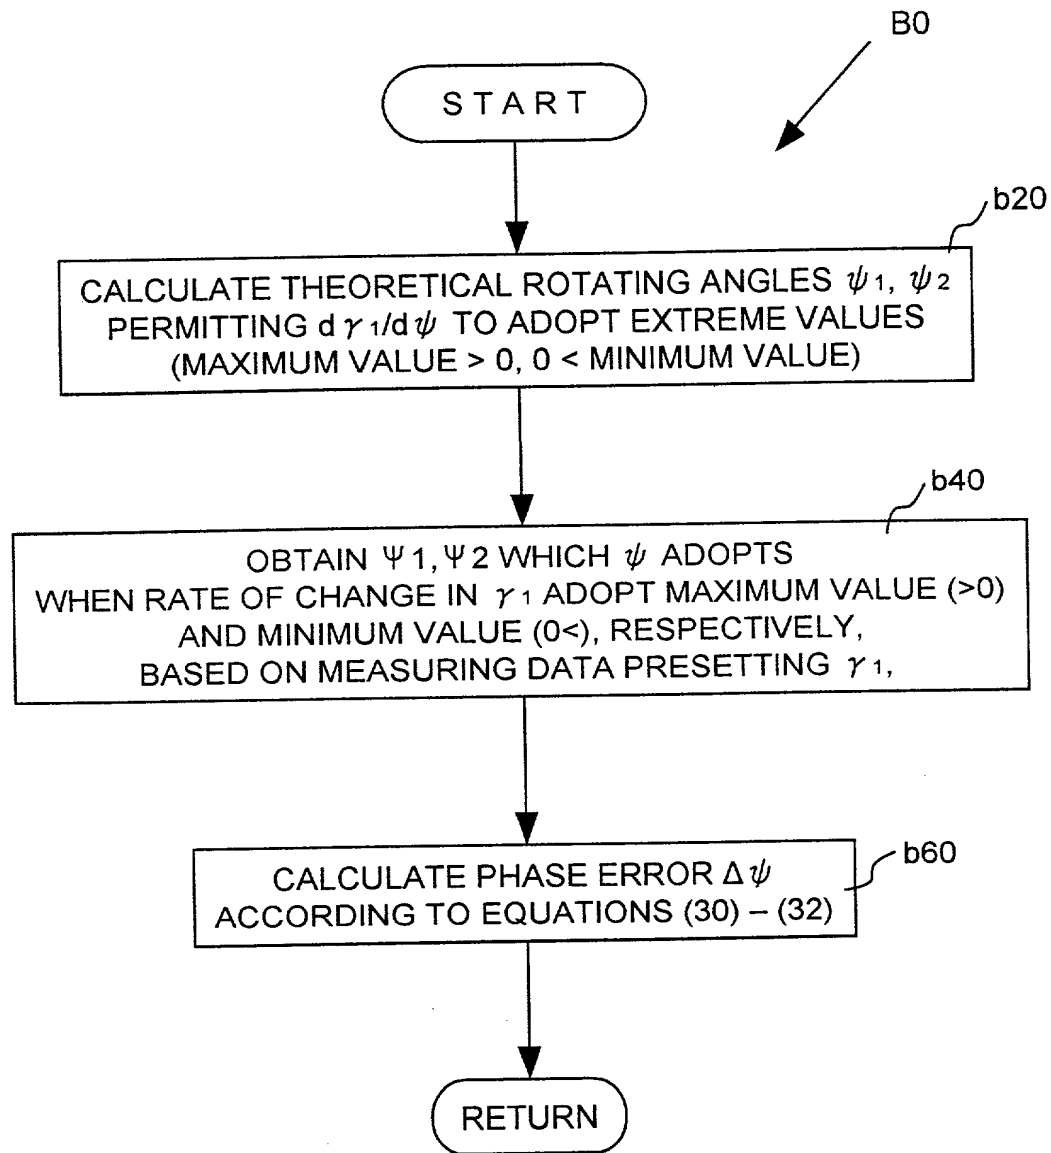 B0
START
b20
CALCULATE THEORETICAL ROTATING ANGLES ψ1, ψ2
PERMITTING dγ1/dψ TO ADOPT EXTREME VALUES
(MAXIMUM VALUE > 0, 0 < MINIMUM VALUE)
b40
OBTAIN Ψ1, Ψ2 WHICH ψ ADOPTS
WHEN RATE OF CHANGE IN γ1 ADOPT MAXIMUM VALUE (>0)
AND MINIMUM VALUE (0<), RESPECTIVELY,
BASED ON MEASURING DATA PRESETTING γ1,
b60
CALCULATE PHASE ERROR Δψ
ACCORDING TO EQUATIONS (30) – (32)
RETURN